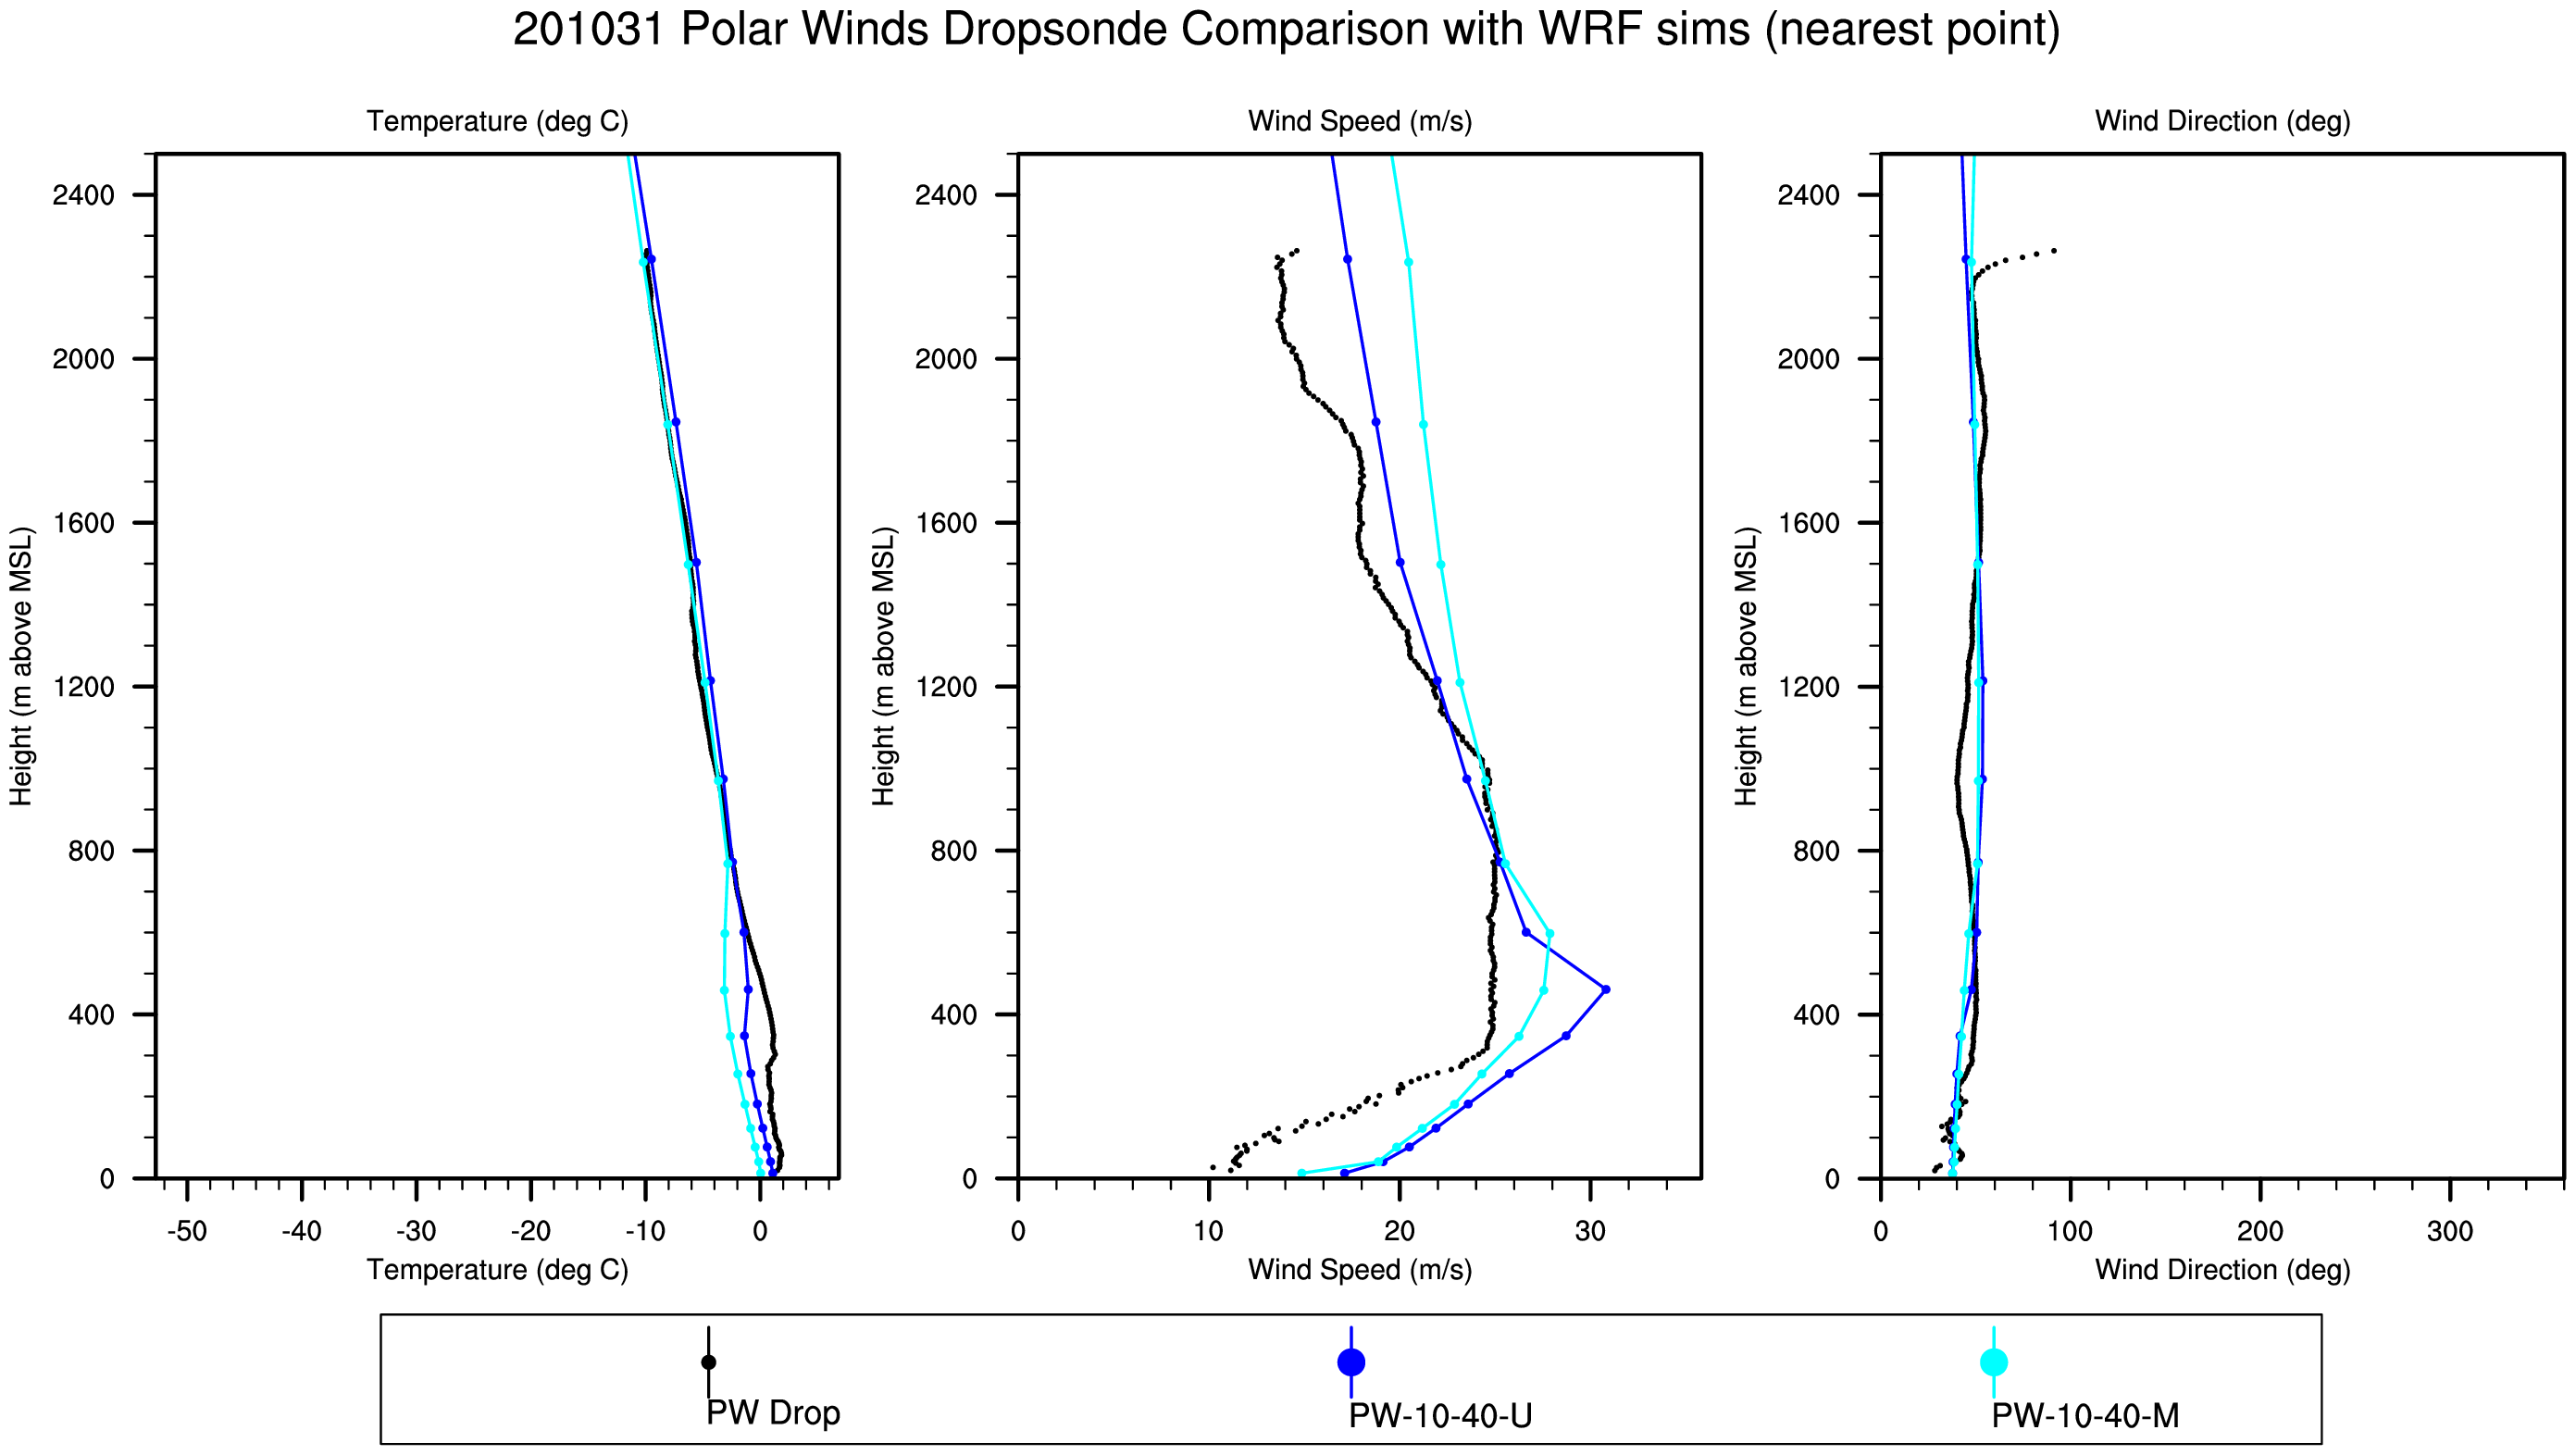 201031 Polar Winds Dropsonde Comparison with WRF sims (nearest point)
Temperature (deg C)
Wind Speed (m/s)
Wind Direction (deg)
2400
2000
1600
1200
800
400
0
Height (m above MSL)
-50 -40 -30 -20 -10 0
Temperature (deg C)
2400
2000
1600
1200
800
400
0
Height (m above MSL)
0 10 20 30
Wind Speed (m/s)
2400
2000
1600
1200
800
400
0
Height (m above MSL)
0 100 200 300
Wind Direction (deg)
PW Drop
PW-10-40-U
PW-10-40-M